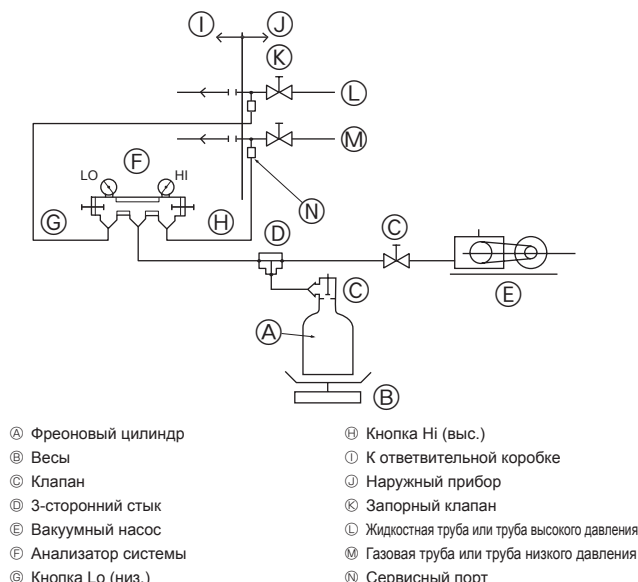 Ⓘ Ⓙ
Ⓚ
Ⓛ
Ⓜ
Ⓕ
LO HI
Ⓝ
Ⓖ Ⓗ
Ⓓ Ⓒ
Ⓒ
Ⓔ
Ⓐ
Ⓑ
Ⓐ Фреоновый цилиндр
Ⓑ Весы
Ⓒ Клапан
Ⓓ 3-сторонний стык
Ⓔ Вакуумный насос
Ⓕ Анализатор системы
Ⓖ Кнопка Lo (низ.)
Ⓗ Кнопка Hi (выс.)
Ⓘ К ответвительной коробке
Ⓙ Наружный прибор
Ⓚ Запорный клапан
Ⓛ Жидкостная труба или труба высокого давления
Ⓜ Газовая труба или труба низкого давления
Ⓝ Сервисный порт